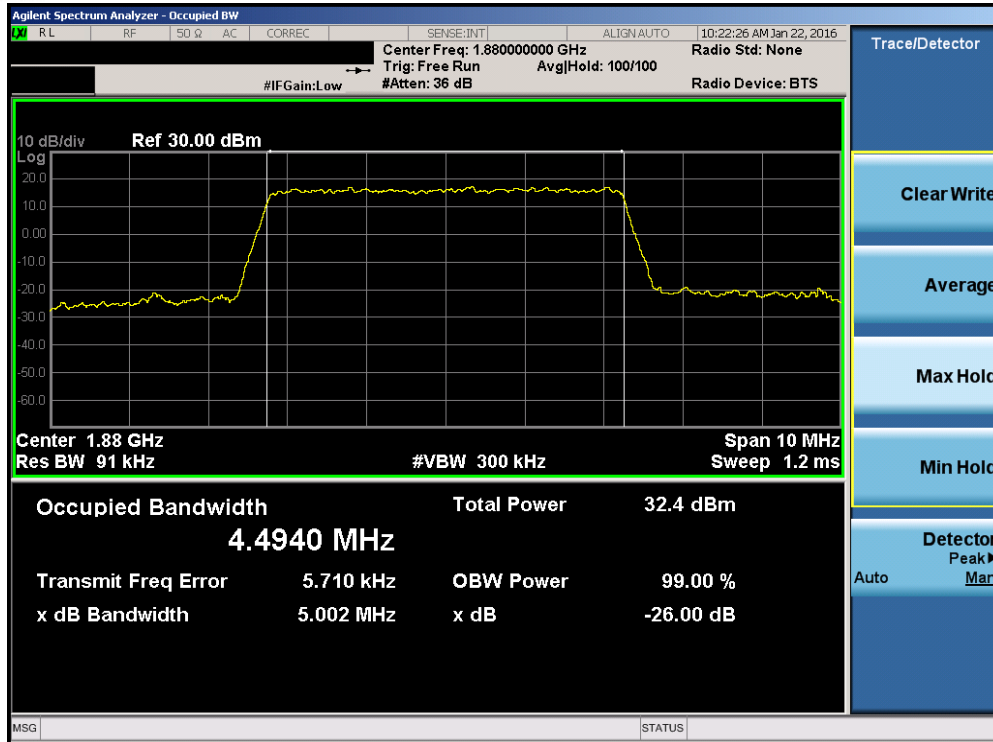 Agilent Spectrum Analyzer - Occupied BW
LXI RL RF 50 Ω AC CORREC SENSE:INT ALIGN AUTO 10:22:26 AM Jan 22, 2016
Center Freq: 1.880000000 GHz Radio Std: None
Trig: Free Run Avg|Hold: 100/100
#IFGain:Low #Atten: 36 dB Radio Device: BTS
10 dB/div Ref 30.00 dBm
Log
20.0
10.0
0.00
-10.0
-20.0
-30.0
-40.0
-50.0
-60.0
Center 1.88 GHz Span 10 MHz
Res BW 91 kHz #VBW 300 kHz Sweep 1.2 ms
Occupied Bandwidth Total Power 32.4 dBm
4.4940 MHz
Transmit Freq Error 5.710 kHz OBW Power 99.00 %
x dB Bandwidth 5.002 MHz x dB -26.00 dB
MSG STATUS
Trace/Detector
Clear Write
Average
Max Hold
Min Hold
Detector
Peak▶
Auto Man